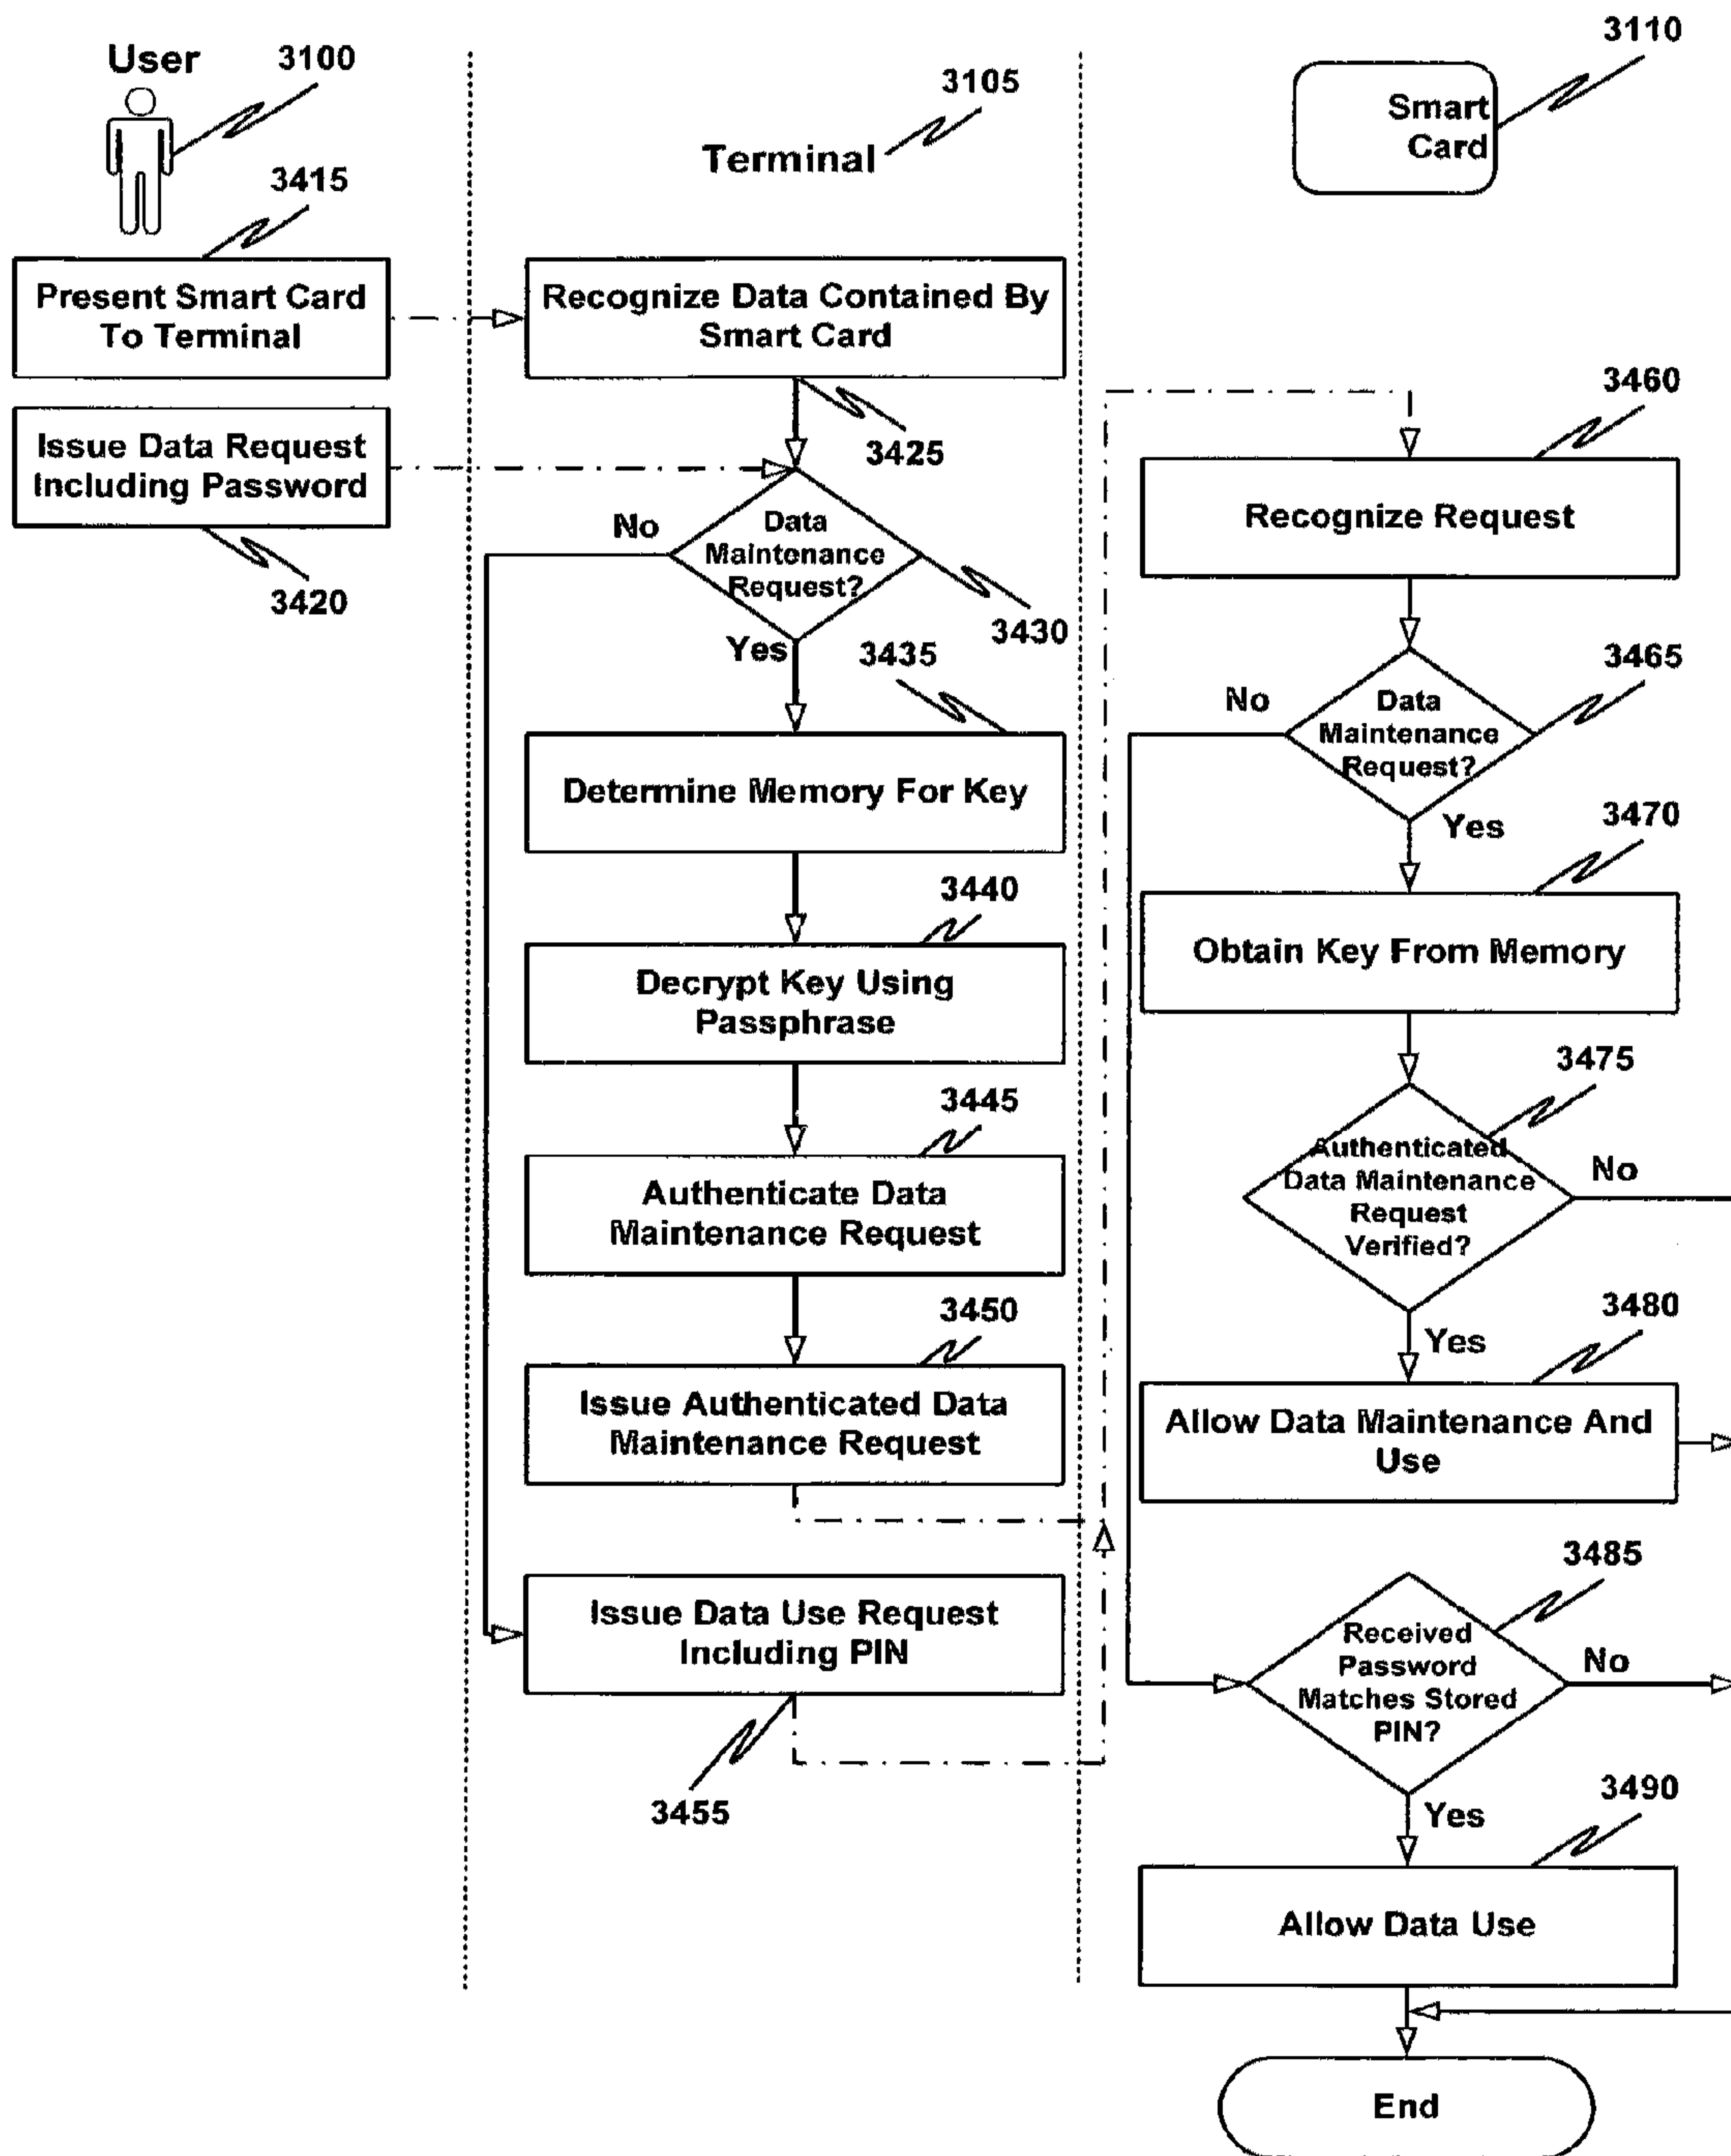 User
3100
3415
Present Smart Card
To Terminal
Issue Data Request
Including Password
3420
3105
Terminal
Recognize Data Contained By
Smart Card
3425
No
Data
Maintenance
Request?
3430
Yes
3435
Determine Memory For Key
3440
Decrypt Key Using
Passphrase
3445
Authenticate Data
Maintenance Request
3450
Issue Authenticated Data
Maintenance Request
Issue Data Use Request
Including PIN
3455
3110
Smart
Card
3460
Recognize Request
3465
No
Data
Maintenance
Request?
Yes
3470
Obtain Key From Memory
3475
Authenticated
Data Maintenance
Request
Verified?
No
3480
Yes
Allow Data Maintenance And
Use
3485
Received
Password
Matches Stored
PIN?
No
3490
Yes
Allow Data Use
End